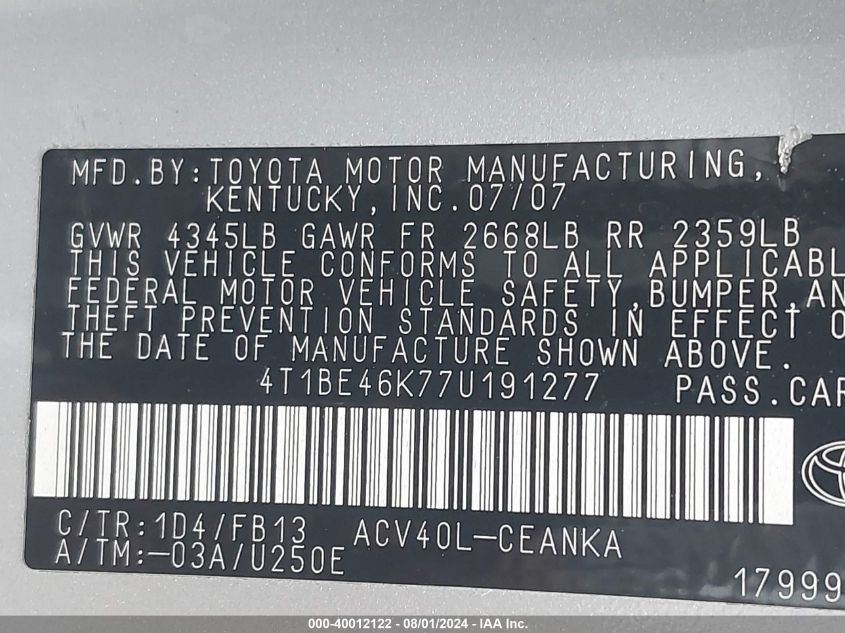 MFD.BY:TOYOTA MOTOR MANUFACTURING,
KENTUCKY,INC.07/07
GVWR 4345LB GAWR FR 2668LB RR 2359LB
THIS VEHICLE CONFORMS TO ALL APPLICABL
FEDERAL MOTOR VEHICLE SAFETY,BUMPER,AN
THEFT PREVENTION STANDARDS IN EFFECT O
THE DATE OF MANUFACTURE SHOWN ABOVE.
4T1BE46K77U191277 PASS.CAR
C/TR:1D4/FB13 ACV40L-CEANKA
A/TM:-03A/U250E
17999
000-40012122 - 08/01/2024 - IAA Inc.